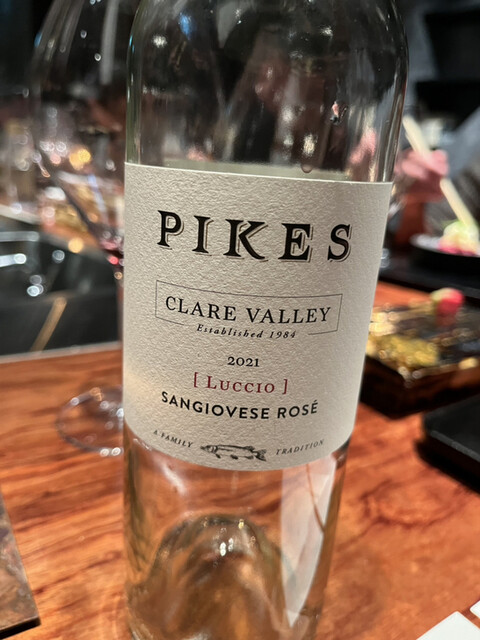 PIKES
CLARE VALLEY
Established 1984
2021
[ LUCCIO ]
SANGIOVESE ROSÉ
A FAMILY TRADITION